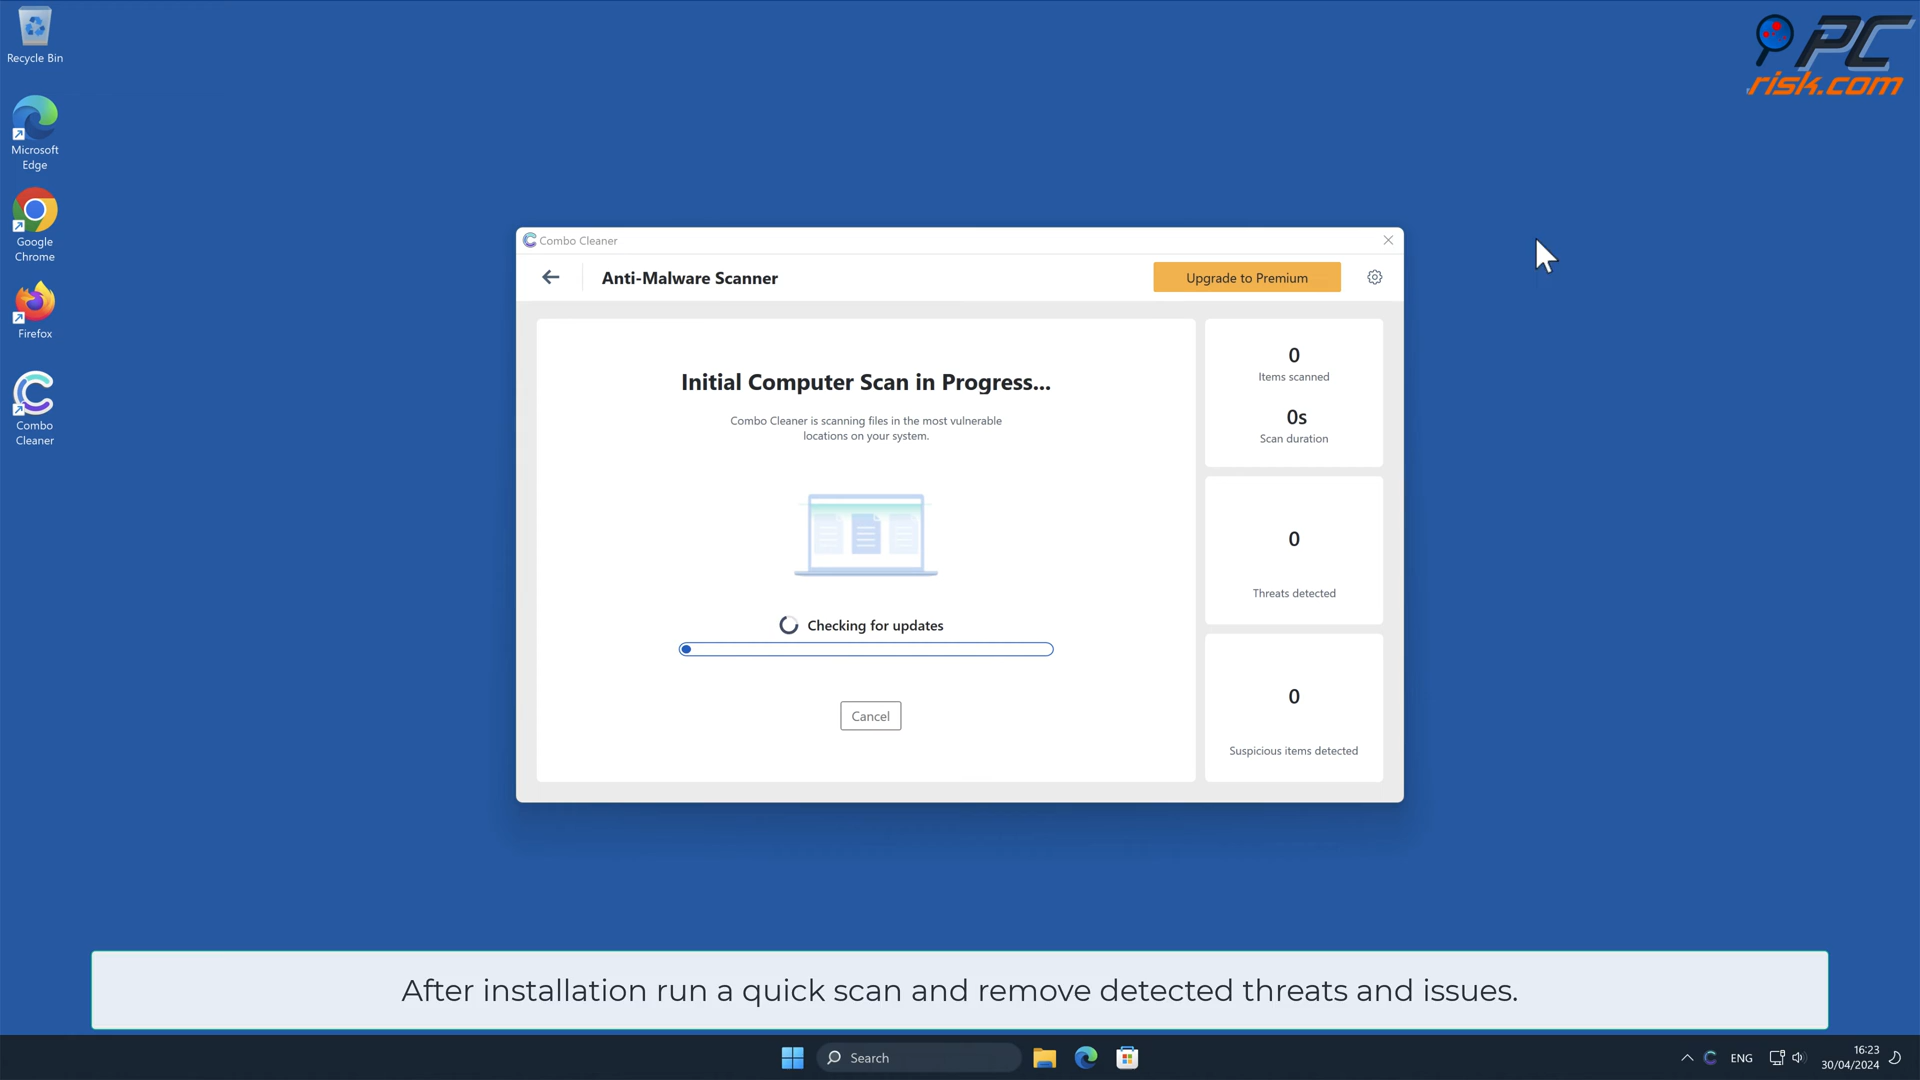 Recycle Bin
Microsoft
Edge
Google
Chrome
Firefox
Combo
Cleaner
PC
risk.com
Combo Cleaner
Anti-Malware Scanner
Upgrade to Premium
Initial Computer Scan in Progress...
Combo Cleaner is scanning files in the most vulnerable
locations on your system.
Checking for updates
Cancel
0
Items scanned
0s
Scan duration
0
Threats detected
0
Suspicious items detected
After installation run a quick scan and remove detected threats and issues.
Search
ENG
16:23
30/04/2024